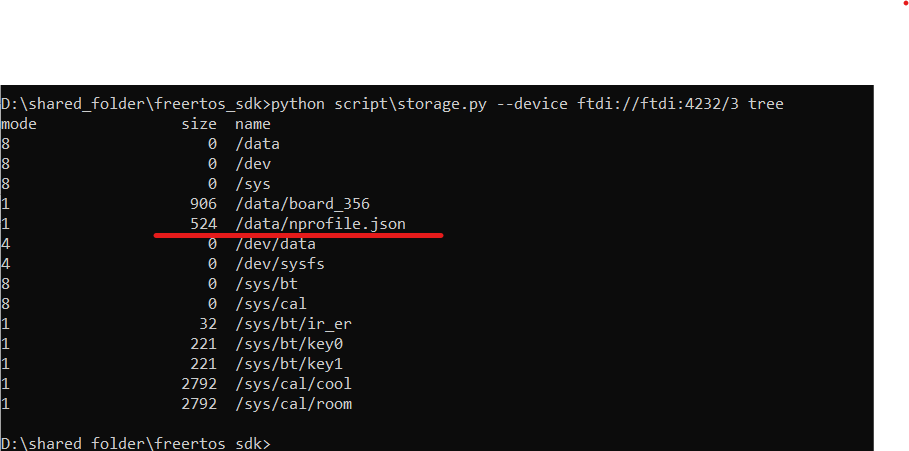 D:\shared_folder\freertos_sdk>python script\storage.py --device ftdi://ftdi:4232/3 tree
mode size name
8 0 /data
8 0 /dev
8 0 /sys
1 906 /data/board_356
1 524 /data/nprofile.json
4 0 /dev/data
4 0 /dev/sysfs
8 0 /sys/bt
8 0 /sys/cal
1 32 /sys/bt/ir_er
1 221 /sys/bt/key0
1 221 /sys/bt/key1
1 2792 /sys/cal/cool
1 2792 /sys/cal/room
D:\shared_folder\freertos_sdk>